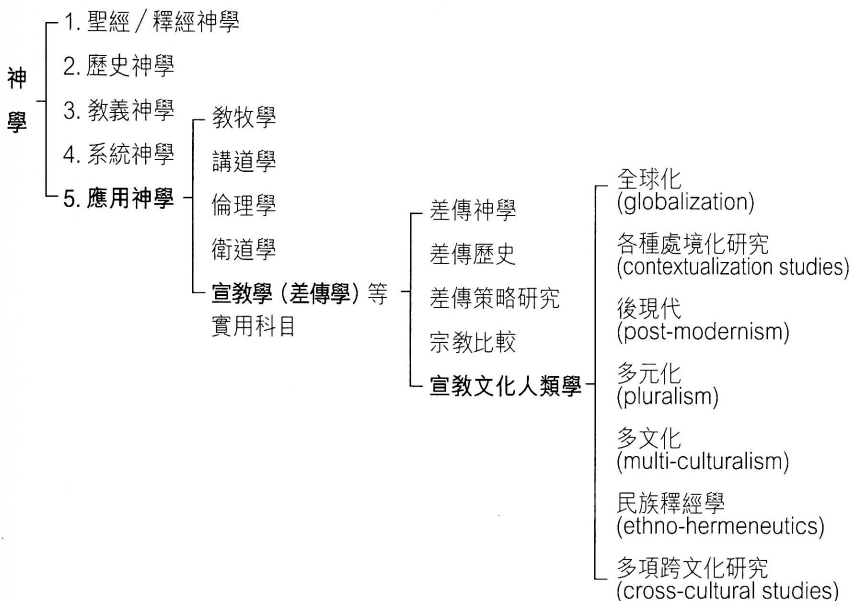 神學
1. 聖經 / 釋經神學
2. 歷史神學
3. 教義神學
4. 系統神學
5. 應用神學
教牧學
講道學
倫理學
衛道學
宣教學 (差傳學) 等
實用科目
差傳神學
差傳歷史
差傳策略研究
宗教比較
宣教文化人類學
全球化
(globalization)
各種處境化研究
(contextualization studies)
後現代
(post-modernism)
多元化
(pluralism)
多文化
(multi-culturalism)
民族釋經學
(ethno-hermeneutics)
多項跨文化研究
(cross-cultural studies)